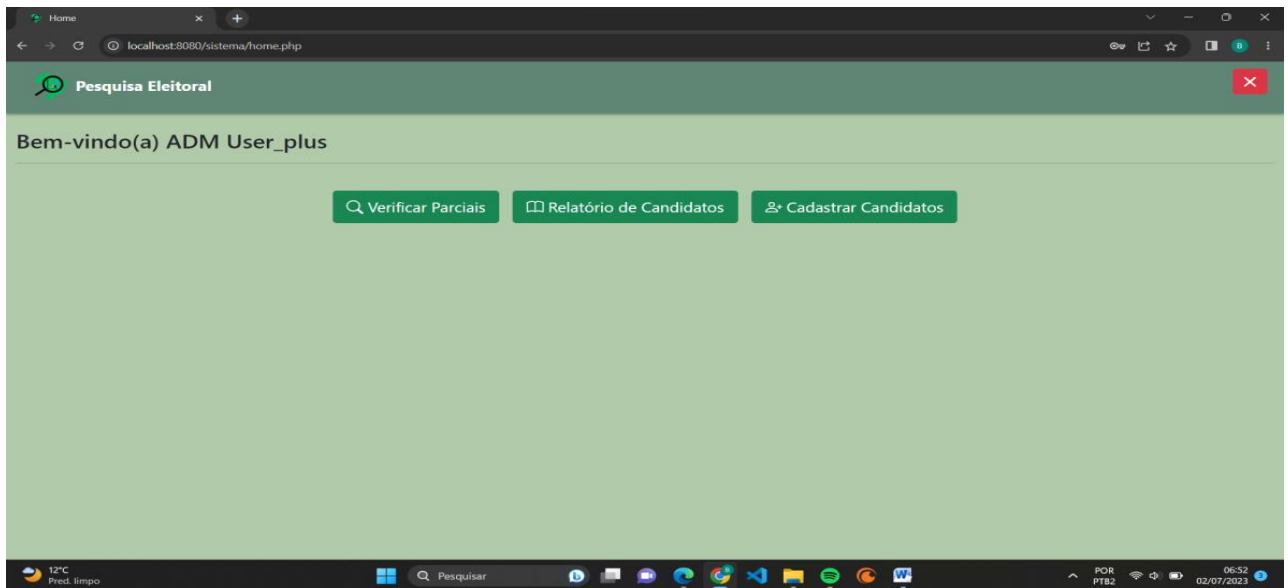 Home
localhost:8080/sistema/home.php
B
Pesquisa Eleitoral
Bem-vindo(a) ADM User_plus
Verificar Parciais
Relatório de Candidatos
Cadastrar Candidatos
12°C
Pred. limpo
Pesquisar
POR
PTB2
06:52
02/07/2023
3